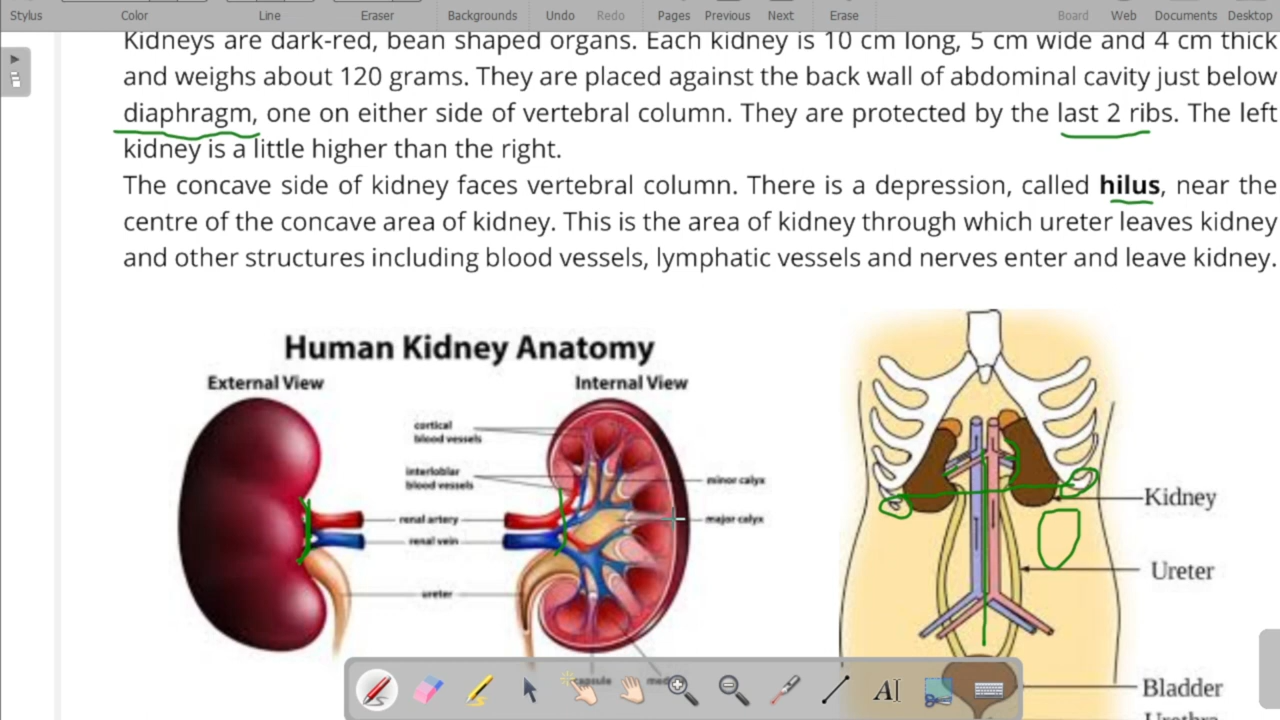 Stylus Color Line Eraser Backgrounds Undo Redo Pages Previous Next Erase Board Web Documents Desktop
Kidneys are dark-red, bean shaped organs. Each kidney is 10 cm long, 5 cm wide and 4 cm thick
and weighs about 120 grams. They are placed against the back wall of abdominal cavity just below
diaphragm, one on either side of vertebral column. They are protected by the last 2 ribs. The left
kidney is a little higher than the right.
The concave side of kidney faces vertebral column. There is a depression, called hilus, near the
centre of the concave area of kidney. This is the area of kidney through which ureter leaves kidney
and other structures including blood vessels, lymphatic vessels and nerves enter and leave kidney.
Human Kidney Anatomy
External View
Internal View
cortical
blood vessels
interloblar
blood vessels
minor calyx
renal artery
major calyx
renal vein
ureter
capsule
Kidney
Ureter
Bladder
Urethra
AI